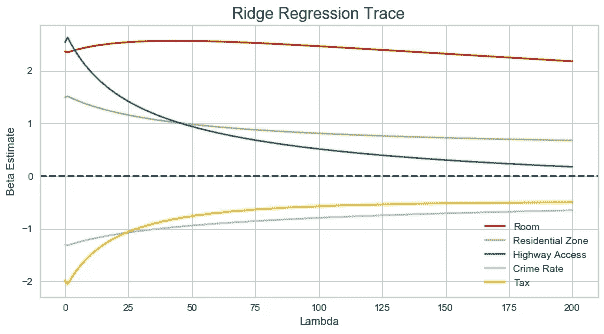 Ridge Regression Trace
Beta Estimate
2
1
0
−1
−2
0
25
50
75
100
125
150
175
200
Lambda
Room
Residential Zone
Highway Access
Crime Rate
Tax